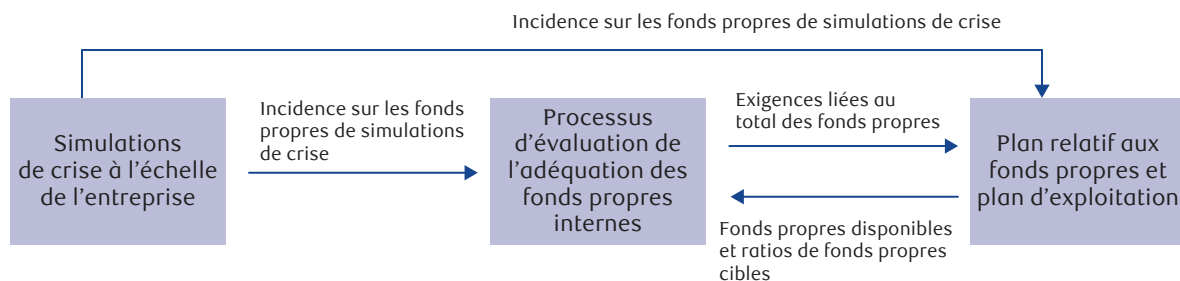 Incidence sur les fonds propres de simulations de crise
Simulations
de crise à l'échelle
de l'entreprise
Incidence sur les fonds
propres de simulations
de crise
Processus
d'évaluation de
l'adéquation des
fonds propres
internes
Exigences liées au
total des fonds propres
Fonds propres disponibles
et ratios de fonds propres
cibles
Plan relatif aux
fonds propres et
plan d'exploitation